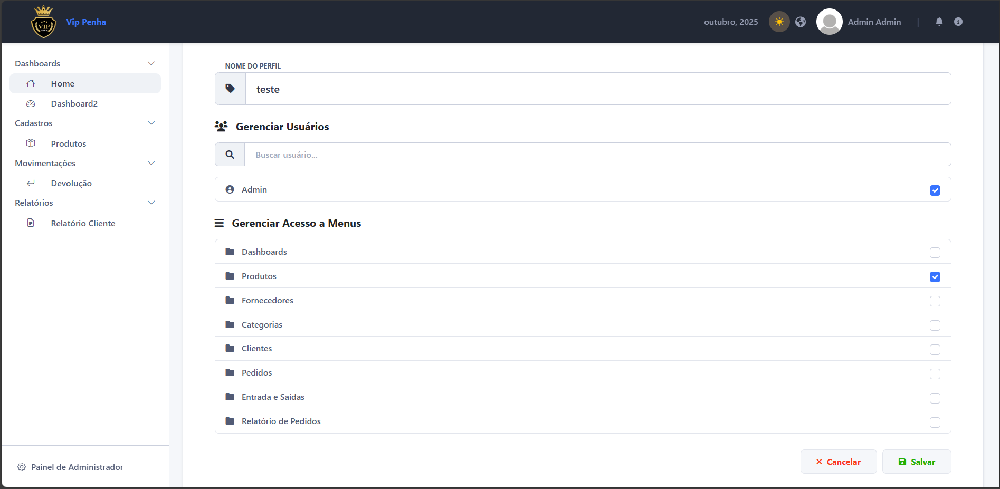 VIP
Vip Penha
outubro, 2025
Admin Admin
|
Dashboards
Home
Dashboard2
Cadastros
Produtos
Movimentações
Devolução
Relatórios
Relatório Cliente
Painel de Administrador
NOME DO PERFIL
teste
Gerenciar Usuários
Buscar usuário...
Admin
Gerenciar Acesso a Menus
Dashboards
Produtos
Fornecedores
Categorias
Clientes
Pedidos
Entrada e Saídas
Relatório de Pedidos
Cancelar
Salvar